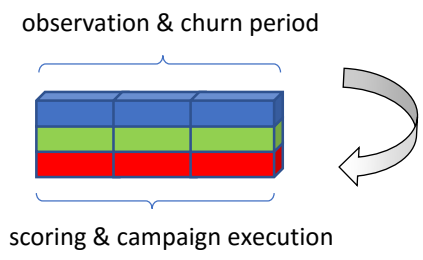 observation & churn period
scoring & campaign execution